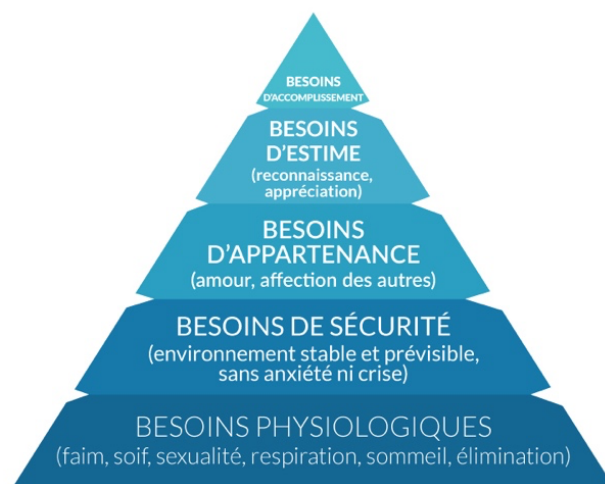 BESOINS
D'ACCOMPLISSEMENT
BESOINS
D'ESTIME
(reconnaissance,
appréciation)
BESOINS
D'APPARTENANCE
(amour, affection des autres)
BESOINS DE SÉCURITÉ
(environnement stable et prévisible,
sans anxiété ni crise)
BESOINS PHYSIOLOGIQUES
(faim, soif, sexualité, respiration, sommeil, élimination)